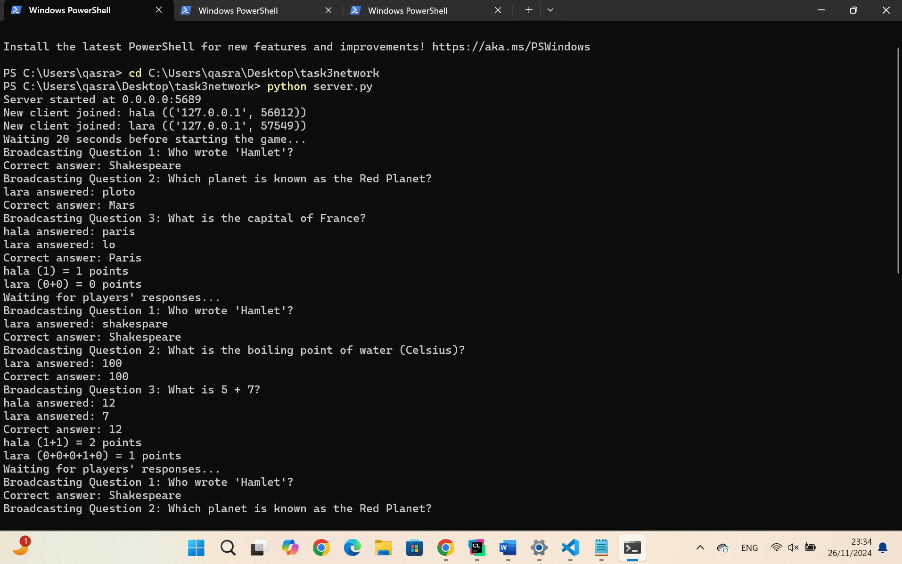 Windows PowerShell
Windows PowerShell
Windows PowerShell
Install the latest PowerShell for new features and improvements! https://aka.ms/PSWindows
PS C:\Users\qasra> cd C:\Users\qasra\Desktop\task3network
PS C:\Users\qasra\Desktop\task3network> python server.py
Server started at 0.0.0.0:5689
New client joined: hala (('127.0.0.1', 56012))
New client joined: lara (('127.0.0.1', 57549))
Waiting 20 seconds before starting the game...
Broadcasting Question 1: Who wrote 'Hamlet'?
Correct answer: Shakespeare
Broadcasting Question 2: Which planet is known as the Red Planet?
lara answered: ploto
Correct answer: Mars
Broadcasting Question 3: What is the capital of France?
hala answered: paris
lara answered: lo
Correct answer: Paris
hala (1) = 1 points
lara (0+0) = 0 points
Waiting for players' responses...
Broadcasting Question 1: Who wrote 'Hamlet'?
lara answered: shakespare
Correct answer: Shakespeare
Broadcasting Question 2: What is the boiling point of water (Celsius)?
lara answered: 100
Correct answer: 100
Broadcasting Question 3: What is 5 + 7?
hala answered: 12
lara answered: 7
Correct answer: 12
hala (1+1) = 2 points
lara (0+0+0+1+0) = 1 points
Waiting for players' responses...
Broadcasting Question 1: Who wrote 'Hamlet'?
Correct answer: Shakespeare
Broadcasting Question 2: Which planet is known as the Red Planet?
1
ENG
23:34
26/11/2024